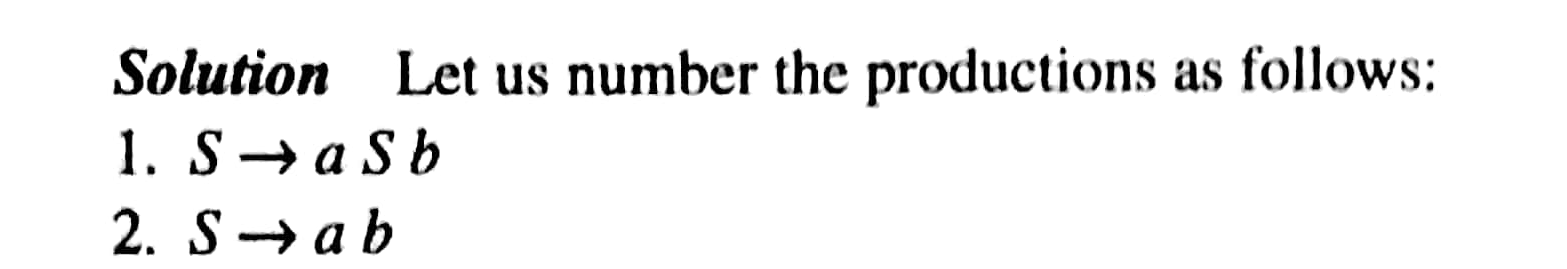 Solution Let us number the productions as follows:
1. S → a S b
2. S → a b